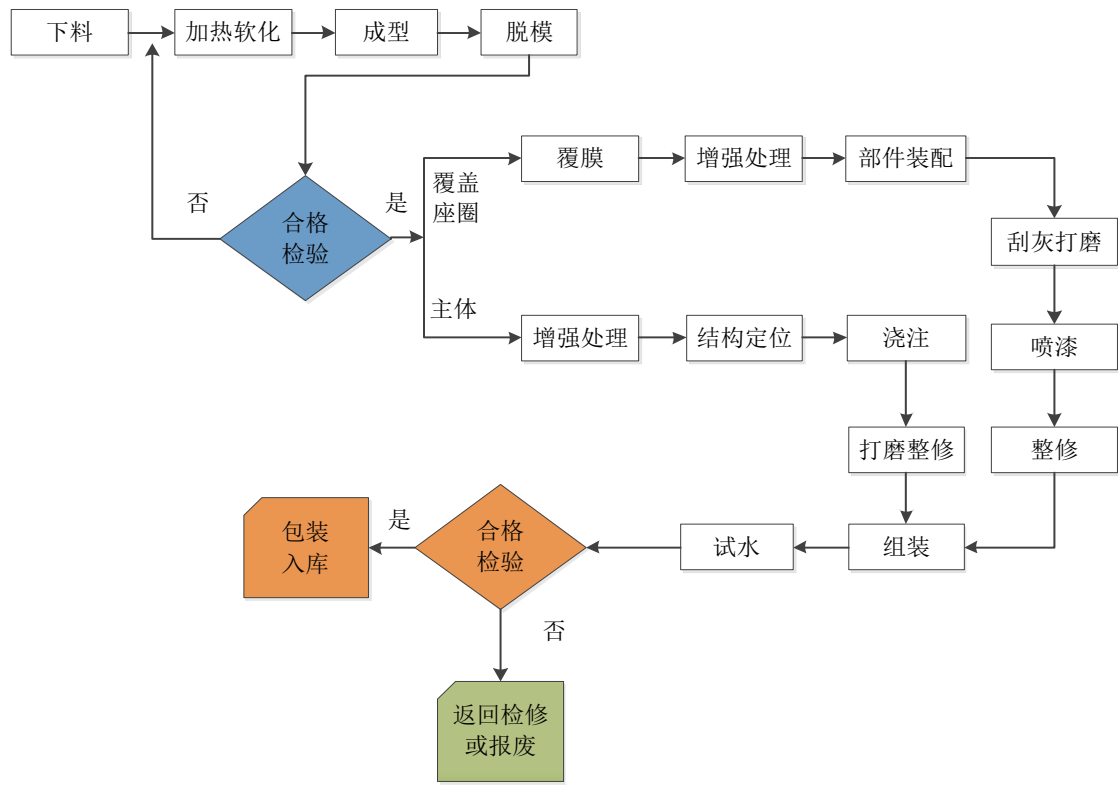 下料
加热软化
成型
脱模
否
合格
检验
是
覆盖
座圈
覆膜
增强处理
部件装配
刮灰打磨
喷漆
整修
主体
增强处理
结构定位
浇注
打磨整修
组装
试水
合格
检验
是
包装
入库
否
返回检修
或报废